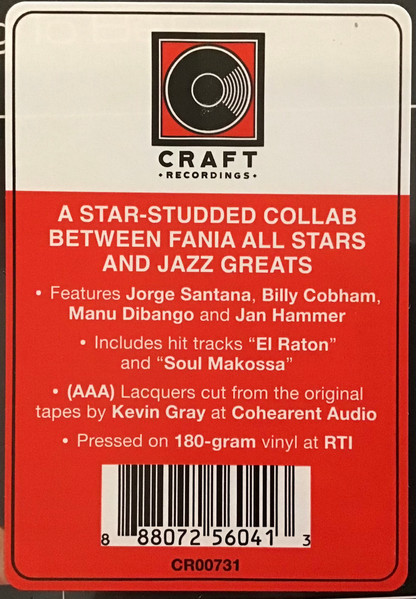 CRAFT
• RECORDINGS •
A STAR-STUDDED COLLAB
BETWEEN FANIA ALL STARS
AND JAZZ GREATS
• Features Jorge Santana, Billy Cobham,
Manu Dibango and Jan Hammer
• Includes hit tracks “El Raton”
and “Soul Makossa”
• (AAA) Lacquers cut from the original
tapes by Kevin Gray at Cohearent Audio
• Pressed on 180-gram vinyl at RTI
8 88072 56041 3
CR00731